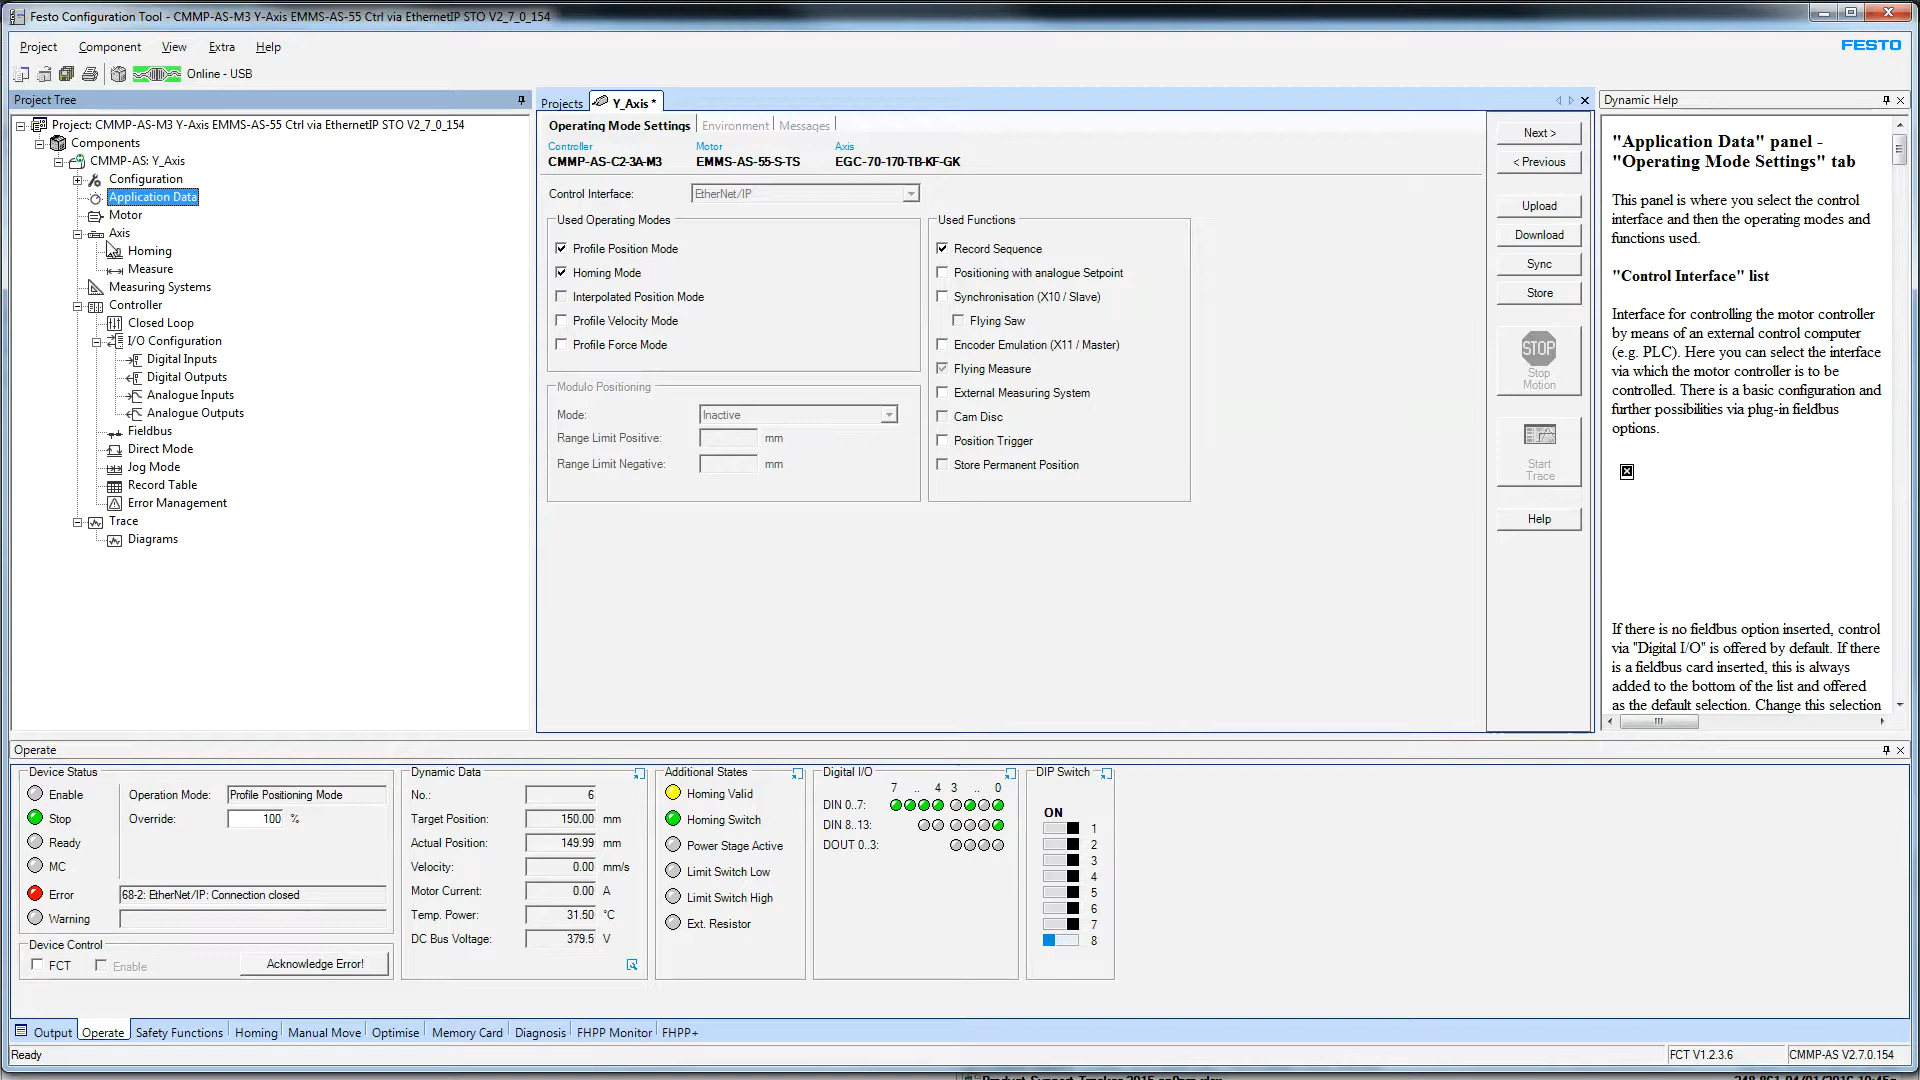 Festo Configuration Tool - CMMP-AS-M3 Y-Axis EMMS-AS-55 Ctrl via EthernetIP STO V2_7_0_154
Project Component View Extra Help
FESTO
Online - USB
Project Tree
Project: CMMP-AS-M3 Y-Axis EMMS-AS-55 Ctrl via EthernetIP STO V2_7_0_154
Components
CMMP-AS: Y_Axis
Configuration
Application Data
Motor
Axis
Homing
Measure
Measuring Systems
Controller
Closed Loop
I/O Configuration
Digital Inputs
Digital Outputs
Analogue Inputs
Analogue Outputs
Fieldbus
Direct Mode
Jog Mode
Record Table
Error Management
Trace
Diagrams
Projects Y_Axis *
Operating Mode Settings Environment Messages
Controller Motor Axis
CMMP-AS-C2-3A-M3 EMMS-AS-55-S-TS EGC-70-170-TB-KF-GK
Control Interface: EtherNet/IP
Used Operating Modes
Profile Position Mode
Homing Mode
Interpolated Position Mode
Profile Velocity Mode
Profile Force Mode
Modulo Positioning
Mode: Inactive
Range Limit Positive: mm
Range Limit Negative: mm
Used Functions
Record Sequence
Positioning with analogue Setpoint
Synchronisation (X10 / Slave)
Flying Saw
Encoder Emulation (X11 / Master)
Flying Measure
External Measuring System
Cam Disc
Position Trigger
Store Permanent Position
Next >
< Previous
Upload
Download
Sync
Store
STOP
Stop
Motion
Start
Trace
Help
Dynamic Help
"Application Data" panel -
"Operating Mode Settings" tab
This panel is where you select the control
interface and then the operating modes and
functions used.
"Control Interface" list
Interface for controlling the motor controller
by means of an external control computer
(e.g. PLC). Here you can select the interface
via which the motor controller is to be
controlled. There is a basic configuration and
further possibilities via plug-in fieldbus
options.
If there is no fieldbus option inserted, control
via "Digital I/O" is offered by default. If there
is a fieldbus card inserted, this is always
added to the bottom of the list and offered
as the default selection. Change this selection
Operate
Device Status
Enable
Stop
Ready
MC
Error
Warning
Operation Mode: Profile Positioning Mode
Override: 100 %
68-2: EtherNet/IP: Connection closed
Device Control
FCT Enable Acknowledge Error!
Dynamic Data
No.: 6
Target Position: 150.00 mm
Actual Position: 149.99 mm
Velocity: 0.00 mm/s
Motor Current: 0.00 A
Temp. Power: 31.50 °C
DC Bus Voltage: 379.5 V
Additional States
Homing Valid
Homing Switch
Power Stage Active
Limit Switch Low
Limit Switch High
Ext. Resistor
Digital I/O
7 .. 4 3 .. 0
DIN 0..7:
DIN 8..13:
DOUT 0..3:
DIP Switch
ON
1
2
3
4
5
6
7
8
Output Operate Safety Functions Homing Manual Move Optimise Memory Card Diagnosis FHPP Monitor FHPP+
Ready FCT V1.2.3.6 CMMP-AS V2.7.0.154